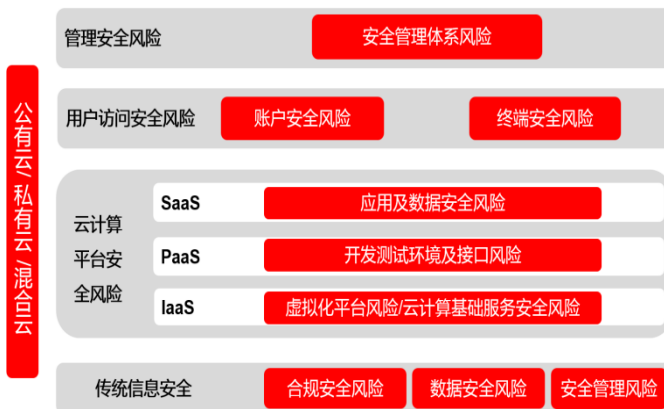 管理安全风险
安全管理体系风险
公有云/私有云/混合云
用户访问安全风险
账户安全风险
终端安全风险
云计算
平台安
全风险
SaaS
应用及数据安全风险
PaaS
开发测试环境及接口风险
IaaS
虚拟化平台风险/云计算基础服务安全风险
传统信息安全
合规安全风险
数据安全风险
安全管理风险